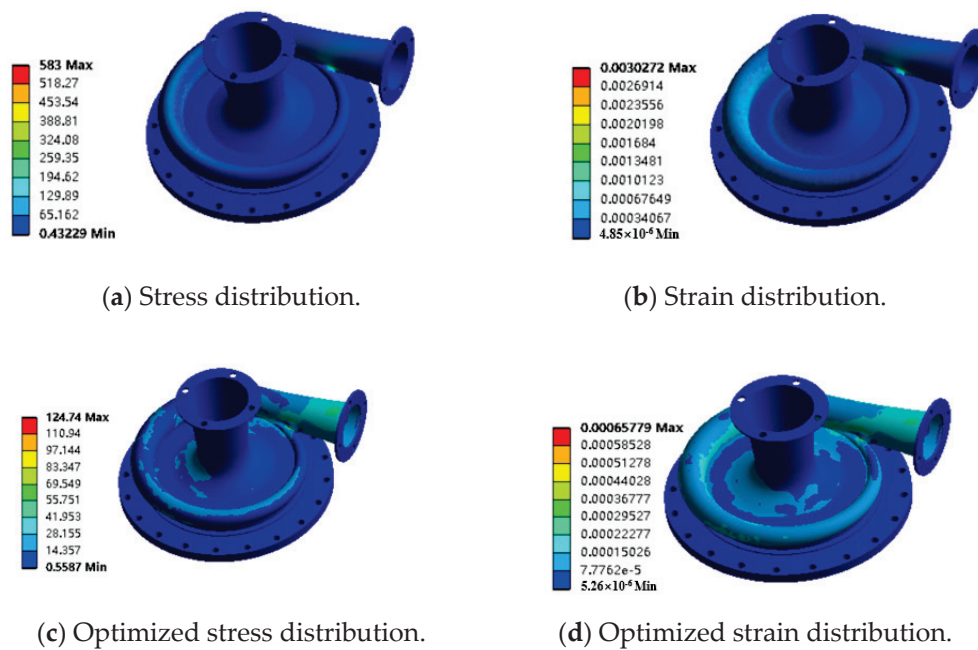 583 Max
518.27
453.54
388.81
324.08
259.35
194.62
129.89
65.162
0.43229 Min
0.0030272 Max
0.0026914
0.0023556
0.0020198
0.001684
0.0013481
0.0010123
0.00067649
0.00034067
4.85×10⁻⁶ Min
(a) Stress distribution.
(b) Strain distribution.
124.74 Max
110.94
97.144
83.347
69.549
55.751
41.953
28.155
14.357
0.5587 Min
0.00065779 Max
0.00058528
0.00051278
0.00044028
0.00036777
0.00029527
0.00022277
0.00015026
7.7762e-5
5.26×10⁻⁶ Min
(c) Optimized stress distribution.
(d) Optimized strain distribution.